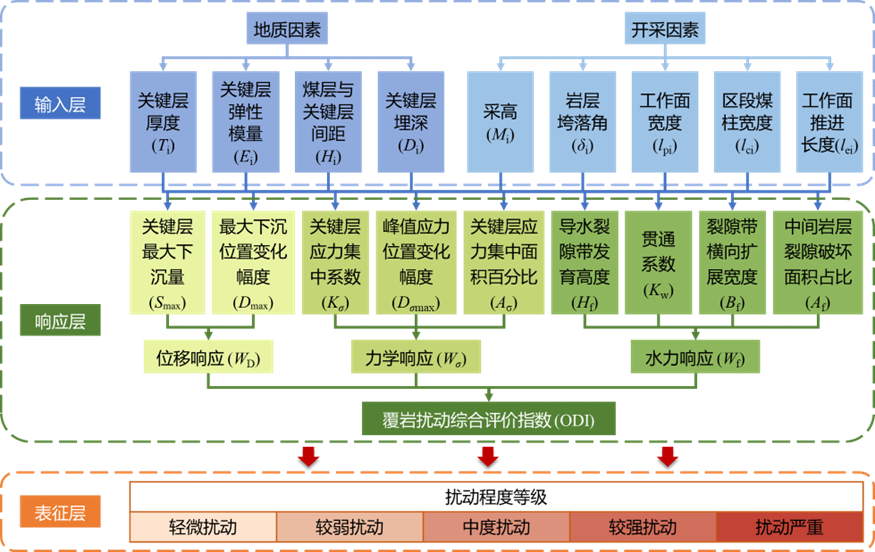 地质因素
开采因素
输入层
关键层
厚度
(Ti)
关键层
弹性
模量
(Ei)
煤层与
关键层
间距
(Hi)
关键层
埋深
(Di)
采高
(Mi)
岩层
垮落角
(δi)
工作面
宽度
(lpi)
区段煤
柱宽度
(lci)
工作面
推进
长度(lei)
响应层
关键层
最大下
沉量
(Smax)
最大下沉
位置变化
幅度
(Dmax)
关键层
应力集
中系数
(Kσ)
峰值应力
位置变化
幅度
(Dσmax)
关键层应
力集中面
积百分比
(Aσ)
导水裂
隙带发
育高度
(Hf)
贯通
系数
(Kw)
裂隙带
横向扩
展宽度
(Bf)
中间岩层
裂隙破坏
面积占比
(Af)
位移响应 (WD)
力学响应 (Wσ)
水力响应 (Wf)
覆岩扰动综合评价指数 (ODI)
表征层
扰动程度等级
轻微扰动
较弱扰动
中度扰动
较强扰动
扰动严重